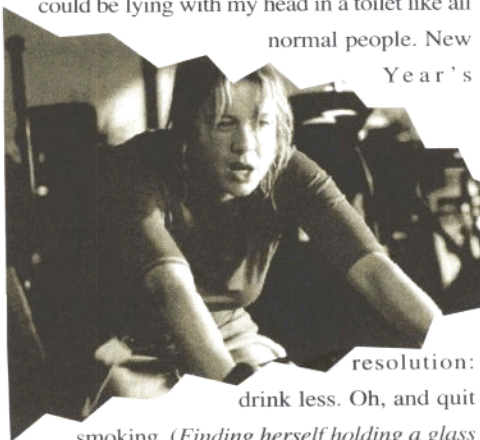 could be lying with my head in a toilet like all
normal people. New
Year's
resolution:
drink less. Oh, and quit
smoking. (Finding herself holding a glass